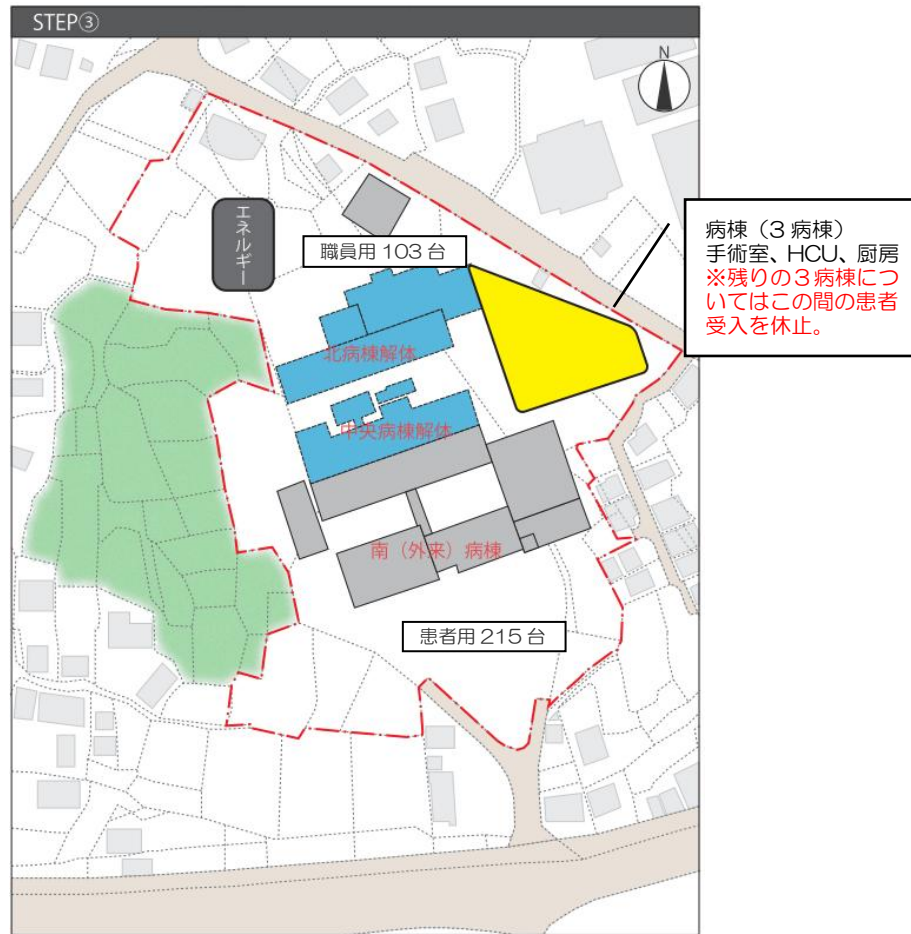 STEP③
N
病棟（3 病棟）
手術室、HCU、厨房
※残りの3病棟につ
いてはこの間の患者
受入を休止。
エネルギー
職員用 103 台
北病棟解体
中央病棟解体
南（外来）病棟
患者用 215 台